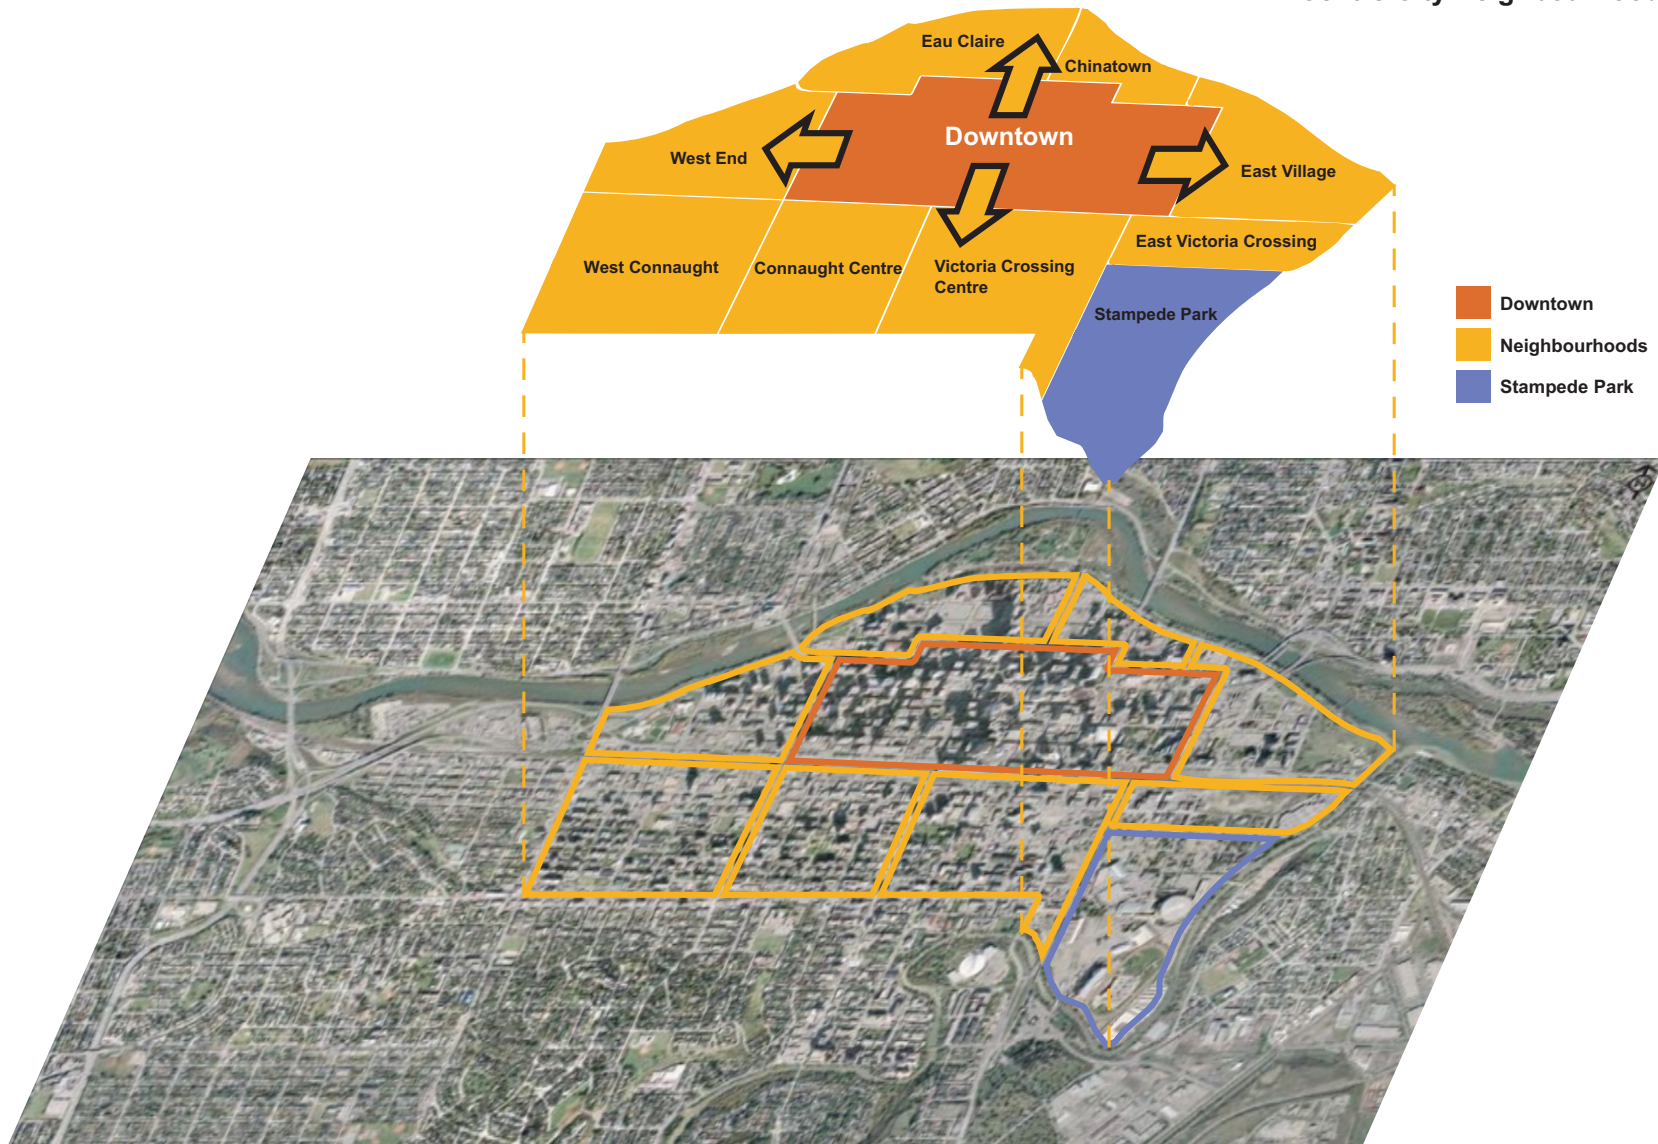 Eau Claire
Chinatown
Downtown
West End
East Village
East Victoria Crossing
West Connaught
Connaught Centre
Victoria Crossing
Centre
Stampede Park
Downtown
Neighbourhoods
Stampede Park